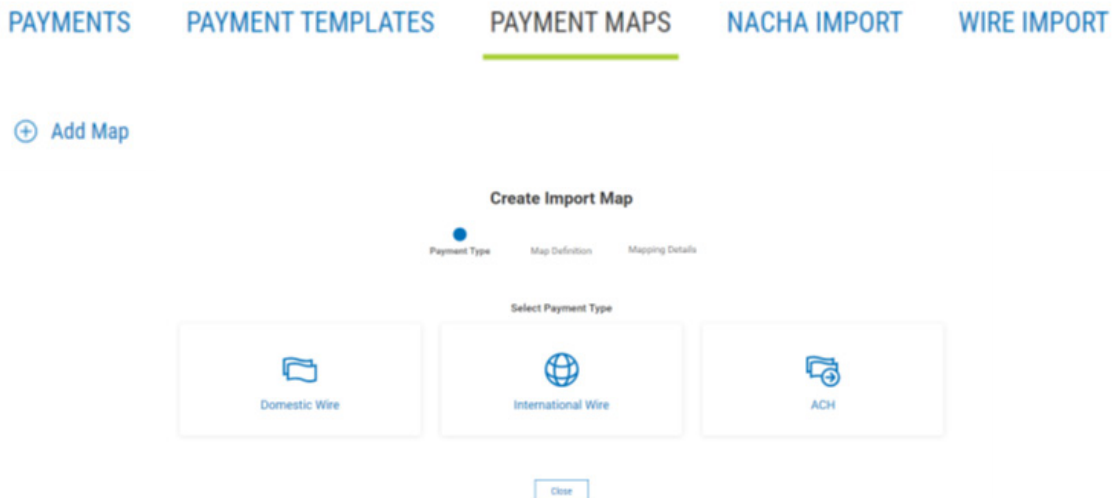 PAYMENTS PAYMENT TEMPLATES PAYMENT MAPS NACHA IMPORT WIRE IMPORT
Add Map
Create Import Map
Payment Type Map Definition Mapping Details
Select Payment Type
Domestic Wire International Wire ACH
Close